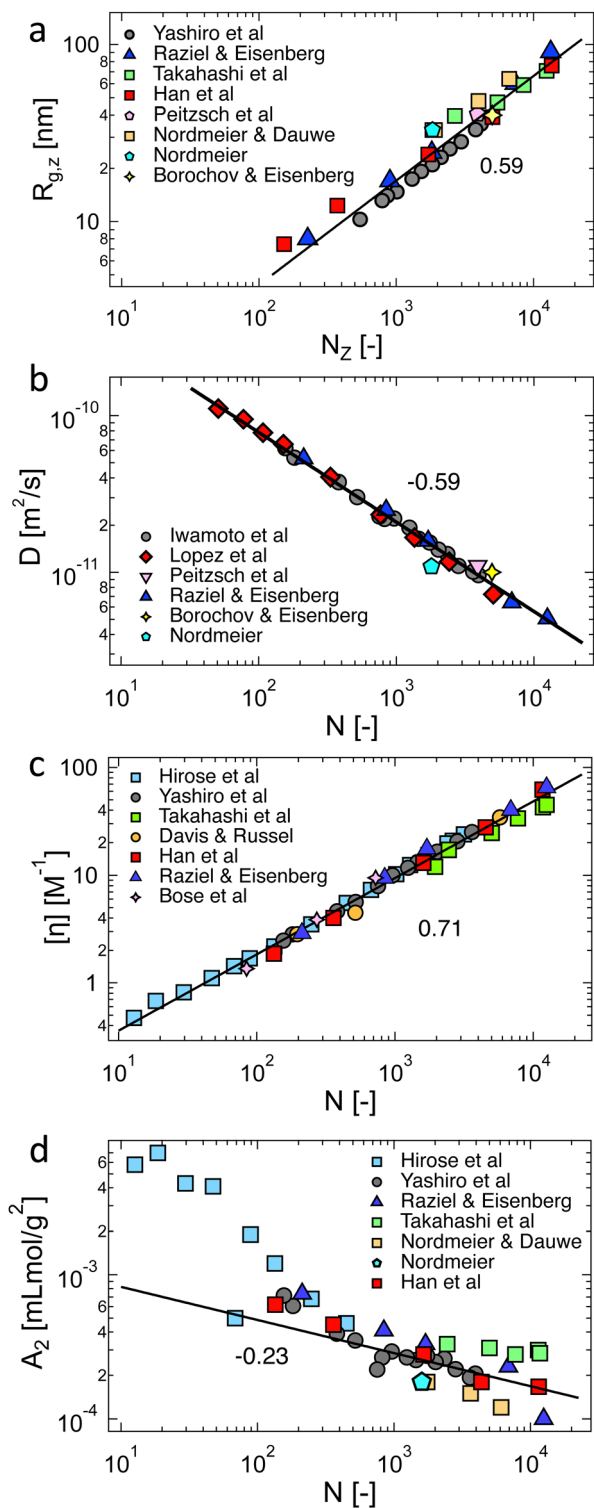 a
Yashiro et al
Raziel & Eisenberg
Takahashi et al
Han et al
Peitzsch et al
Nordmeier & Dauwe
Nordmeier
Borochov & Eisenberg
0.59
R_{g,z} [nm]
100
8
6
4
2
10
8
6
10^1
10^2
10^3
10^4
N_Z [-]
b
-0.59
Iwamoto et al
Lopez et al
Peitzsch et al
Raziel & Eisenberg
Borochov & Eisenberg
Nordmeier
D [m^2/s]
10^{-10}
8
6
4
2
10^{-11}
8
6
4
10^1
10^2
10^3
10^4
N [-]
c
Hirose et al
Yashiro et al
Takahashi et al
Davis & Russel
Han et al
Raziel & Eisenberg
Bose et al
0.71
[η] [M^{-1}]
100
4
2
10
4
2
1
4
10^1
10^2
10^3
10^4
N [-]
d
Hirose et al
Yashiro et al
Raziel & Eisenberg
Takahashi et al
Nordmeier & Dauwe
Nordmeier
Han et al
-0.23
A_2 [mLmol/g^2]
6
4
2
10^{-3}
6
4
2
10^{-4}
10^1
10^2
10^3
10^4
N [-]